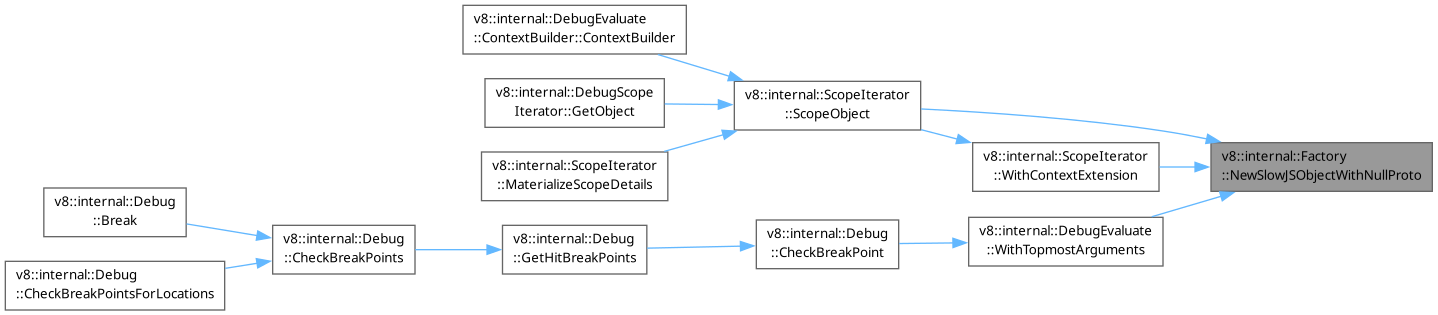 v8::internal::DebugEvaluate
::ContextBuilder::ContextBuilder
v8::internal::DebugScope
Iterator::GetObject
v8::internal::ScopeIterator
::MaterializeScopeDetails
v8::internal::ScopeIterator
::ScopeObject
v8::internal::ScopeIterator
::WithContextExtension
v8::internal::Factory
::NewSlowJSObjectWithNullProto
v8::internal::Debug
::Break
v8::internal::Debug
::CheckBreakPointsForLocations
v8::internal::Debug
::CheckBreakPoints
v8::internal::Debug
::GetHitBreakPoints
v8::internal::Debug
::CheckBreakPoint
v8::internal::DebugEvaluate
::WithTopmostArguments